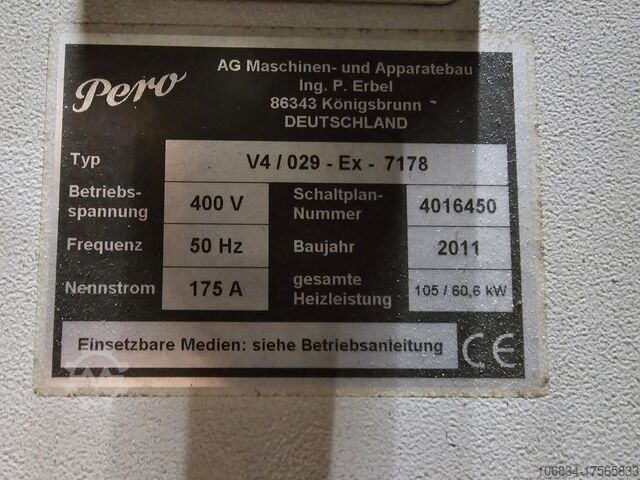 Pero
AG Maschinen- und Apparatebau
Ing. P. Erbel
86343 Königsbrunn
DEUTSCHLAND
Typ V4 / 029 - Ex - 7178
Betriebs-
spannung 400 V
Schaltplan-
Nummer 4016450
Frequenz 50 Hz Baujahr 2011
Nennstrom 175 A
gesamte
Heizleistung 105 / 60,6 kW
Einsetzbare Medien: siehe Betriebsanleitung CE
106834-17565833